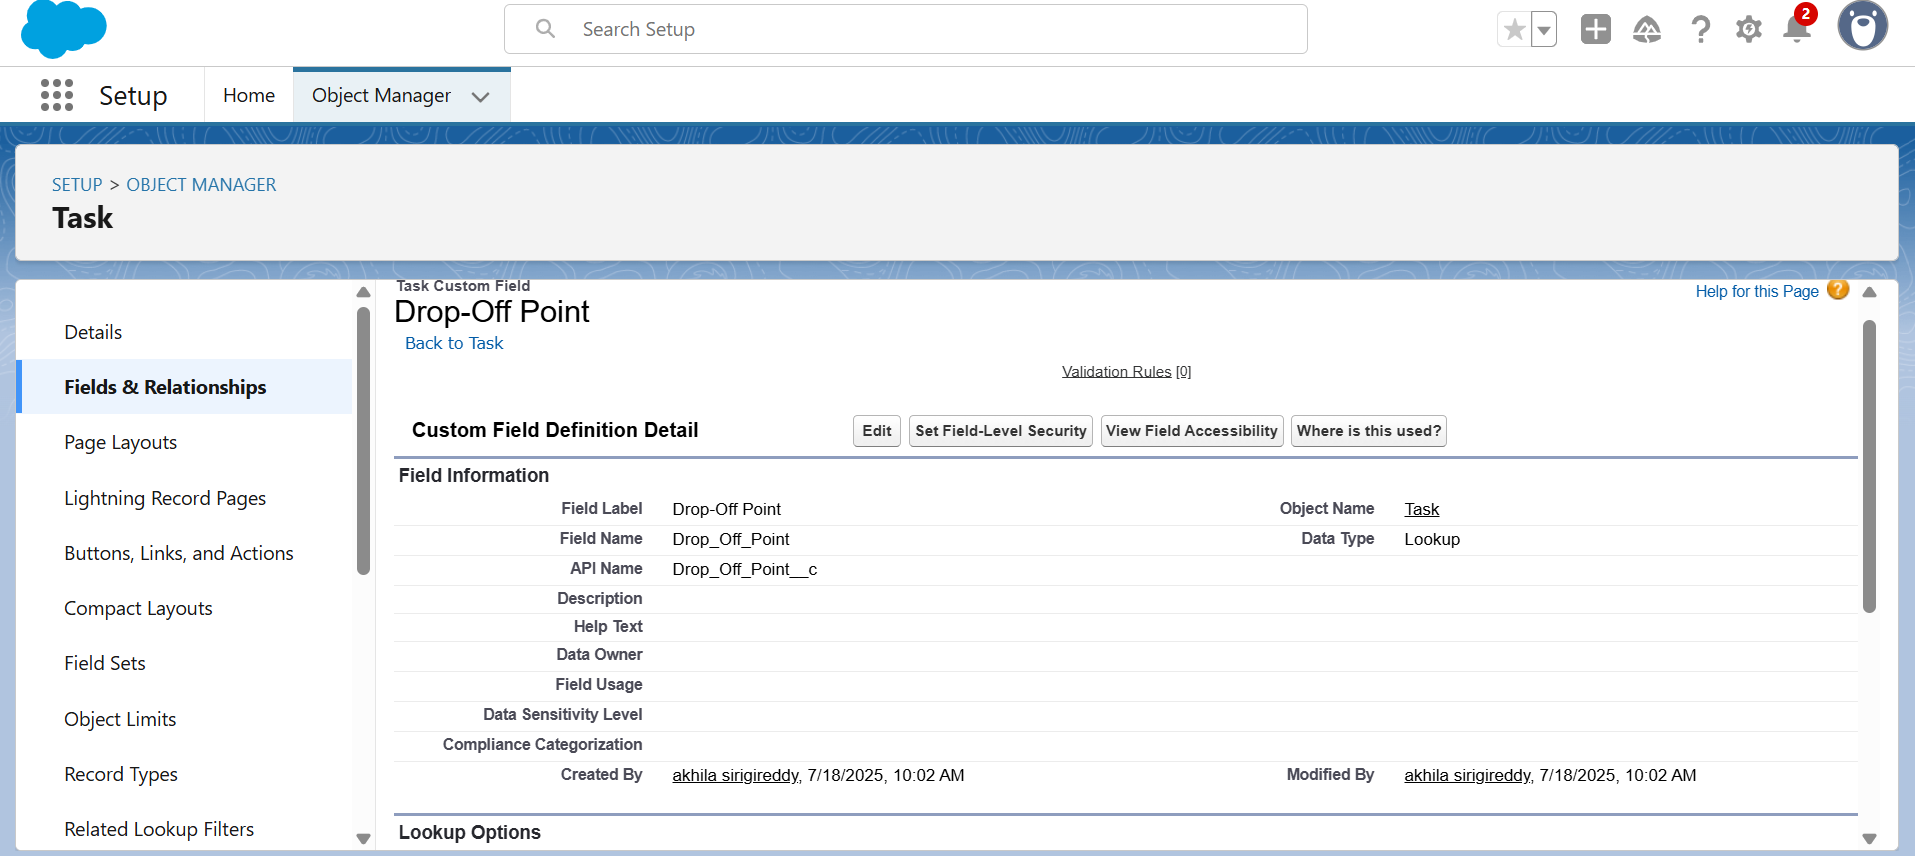 Search Setup
2
Setup
Home
Object Manager
SETUP > OBJECT MANAGER
Task
Details
Fields & Relationships
Page Layouts
Lightning Record Pages
Buttons, Links, and Actions
Compact Layouts
Field Sets
Object Limits
Record Types
Related Lookup Filters
Task Custom Field
Drop-Off Point
Back to Task
Help for this Page ?
Validation Rules [0]
Custom Field Definition Detail
Edit
Set Field-Level Security
View Field Accessibility
Where is this used?
Field Information
Field Label Drop-Off Point Object Name Task
Field Name Drop_Off_Point Data Type Lookup
API Name Drop_Off_Point__c
Description
Help Text
Data Owner
Field Usage
Data Sensitivity Level
Compliance Categorization
Created By akhila sirigireddy, 7/18/2025, 10:02 AM Modified By akhila sirigireddy, 7/18/2025, 10:02 AM
Lookup Options